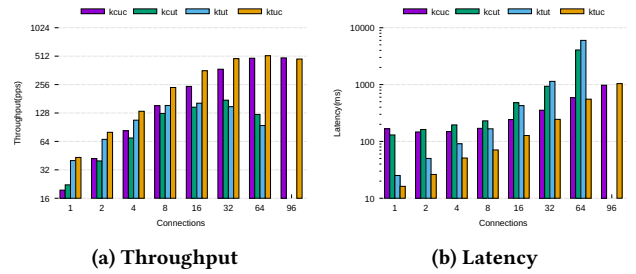 kcuc kcut ktut ktuc
1024
512
256
128
64
32
16
Throughput(pps)
1 2 4 8 16 32 64 96
Connections
(a) Throughput
kcuc kcut ktut ktuc
10000
1000
100
10
Latency(ms)
1 2 4 8 16 32 64 96
Connections
(b) Latency